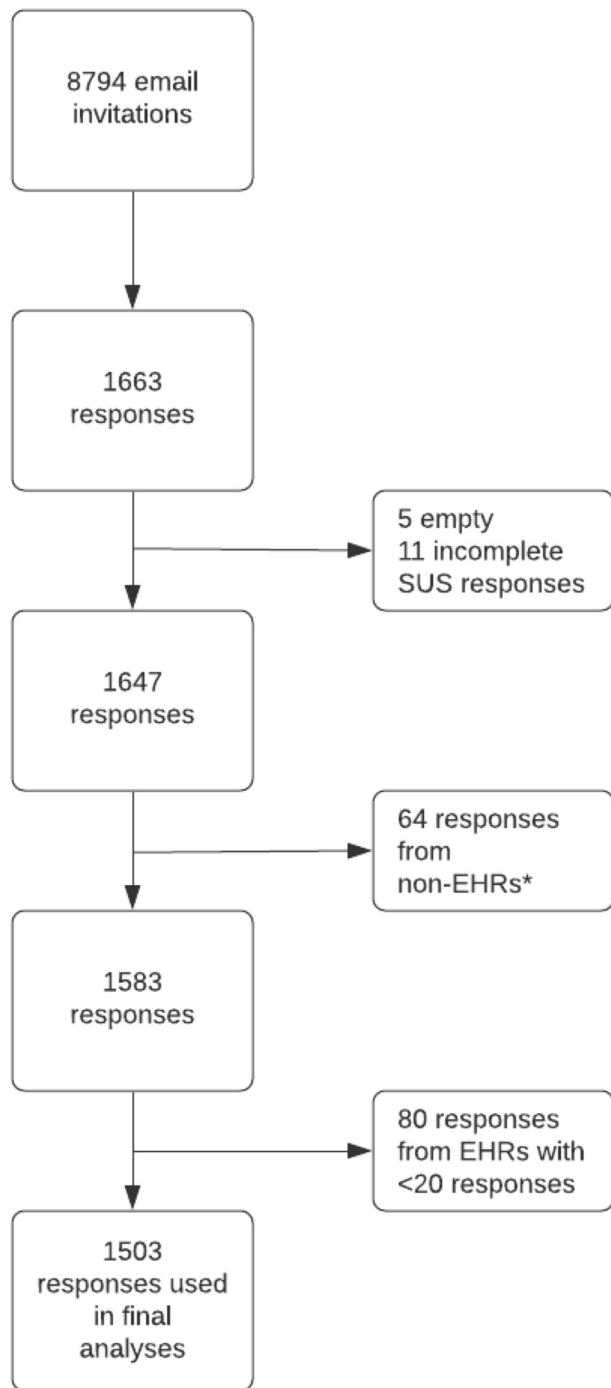 8794 email
invitations
1663
responses
5 empty
11 incomplete
SUS responses
1647
responses
64 responses
from
non-EHRs*
1583
responses
80 responses
from EHRs with
<20 responses
1503
responses used
in final
analyses